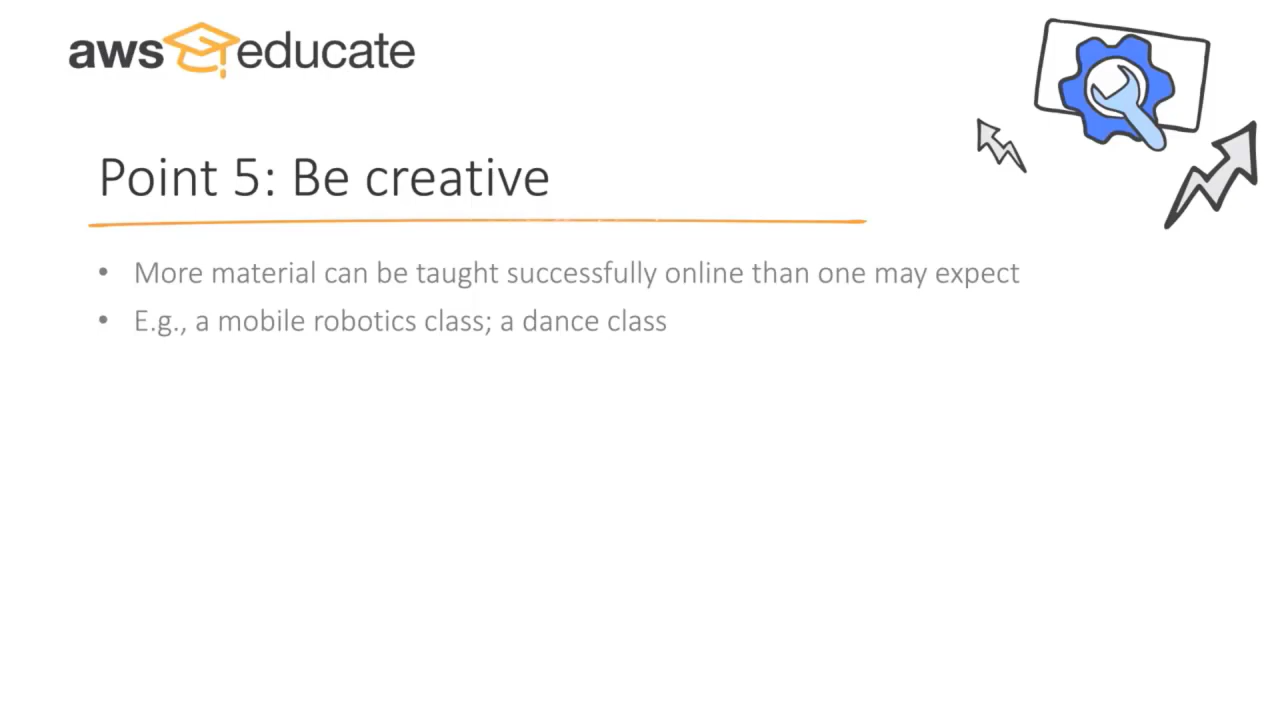 aws educate
Point 5: Be creative
• More material can be taught successfully online than one may expect
• E.g., a mobile robotics class; a dance class